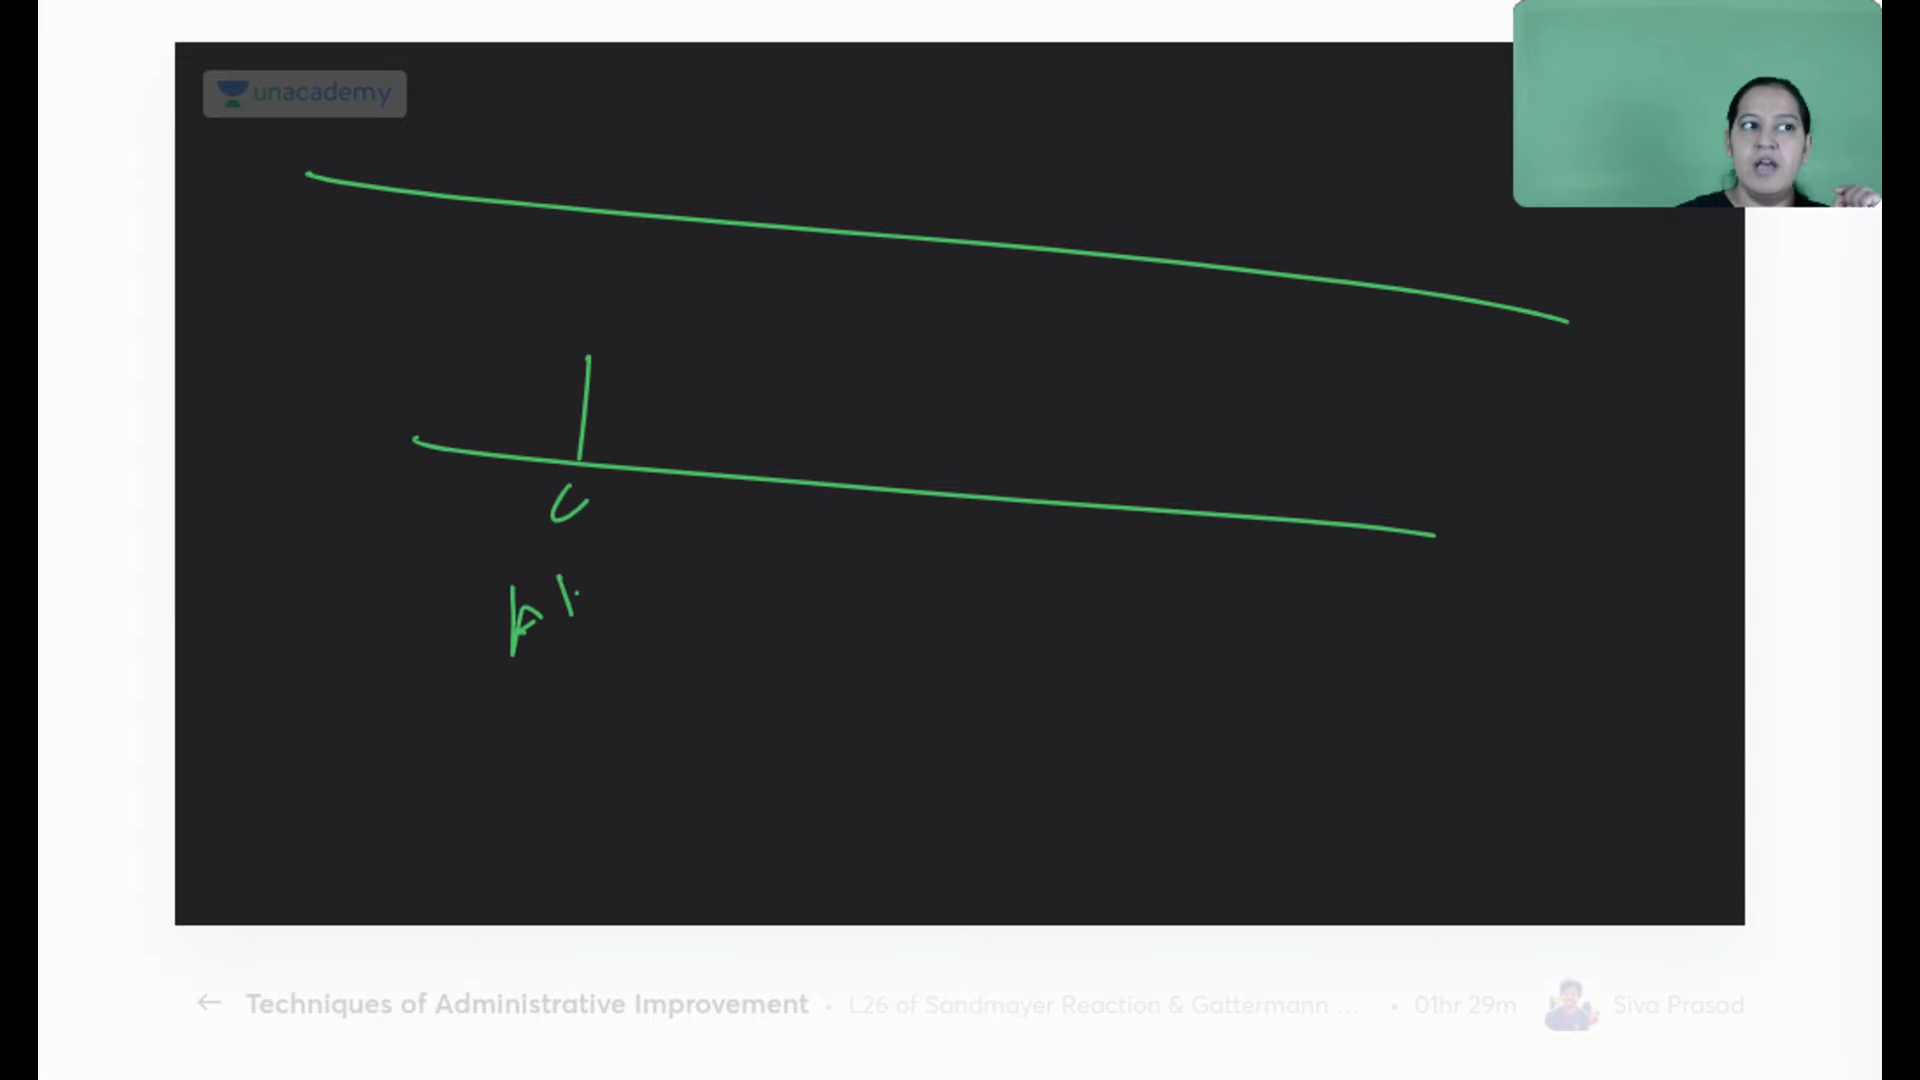 unacademy
Techniques of Administrative Improvement • L26 of Sandmayer Reaction & Gattermann ... • 01hr 29m Siva Prasad